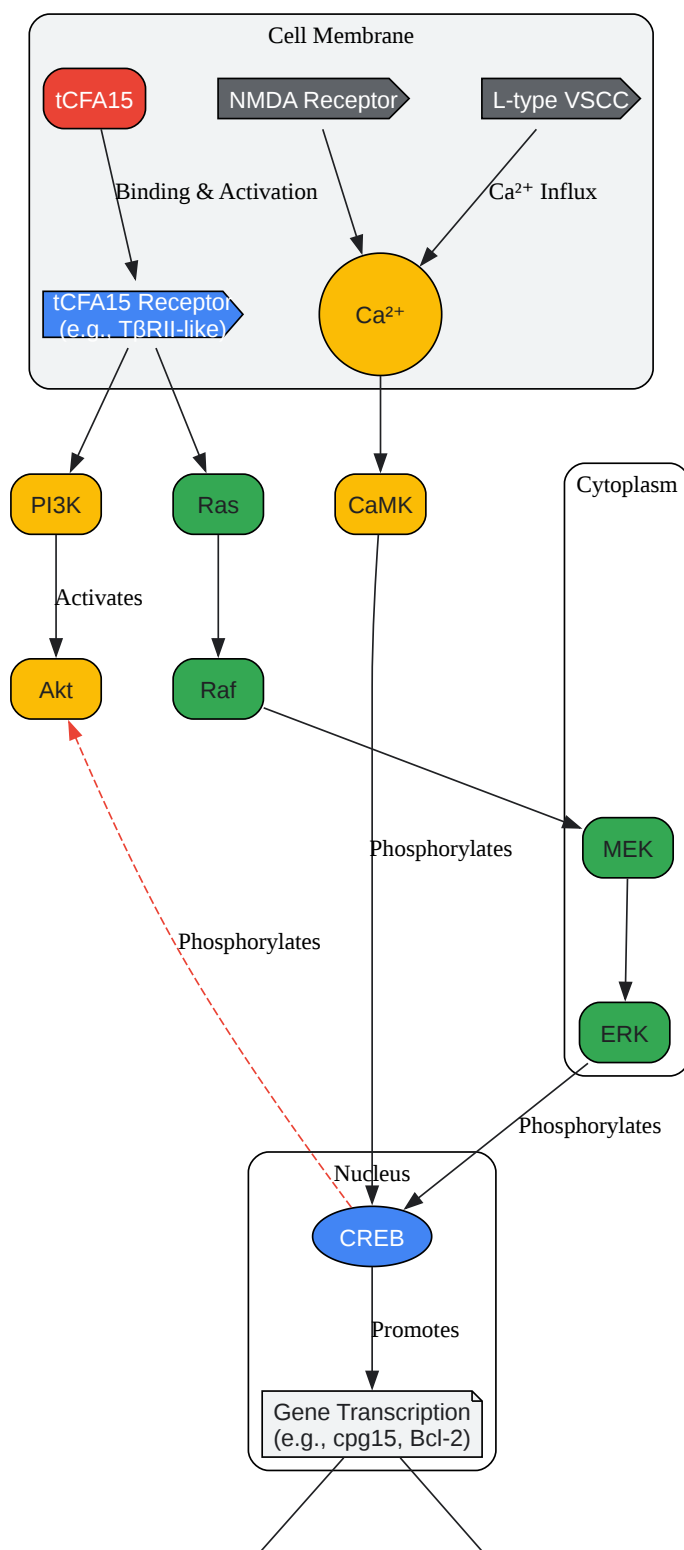 Cell Membrane
tCFA15
NMDA Receptor
L-type VSCC
Binding & Activation
Ca²⁺ Influx
tCFA15 Receptor
(e.g., TβRII-like)
Ca²⁺
PI3K
Ras
CaMK
Cytoplasm
Activates
Akt
Raf
Phosphorylates
MEK
Phosphorylates
ERK
Phosphorylates
Nucleus
CREB
Promotes
Gene Transcription
(e.g., cpg15, Bcl-2)